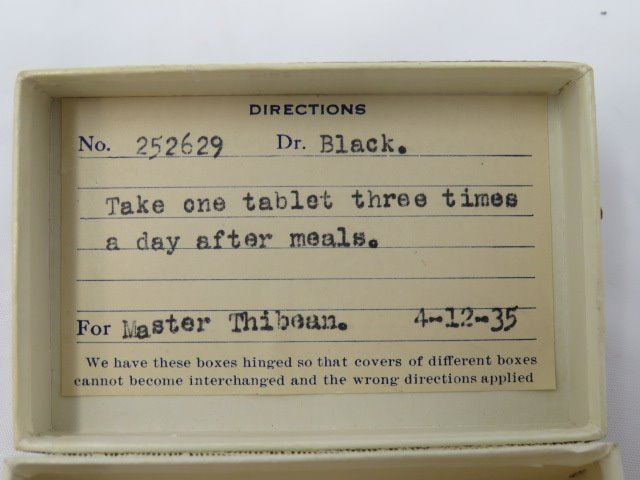 DIRECTIONS
No. 252629 Dr. Black.
Take one tablet three times
a day after meals.
For Master Thibean. 4-12-35
We have these boxes hinged so that covers of different boxes
cannot become interchanged and the wrong directions applied